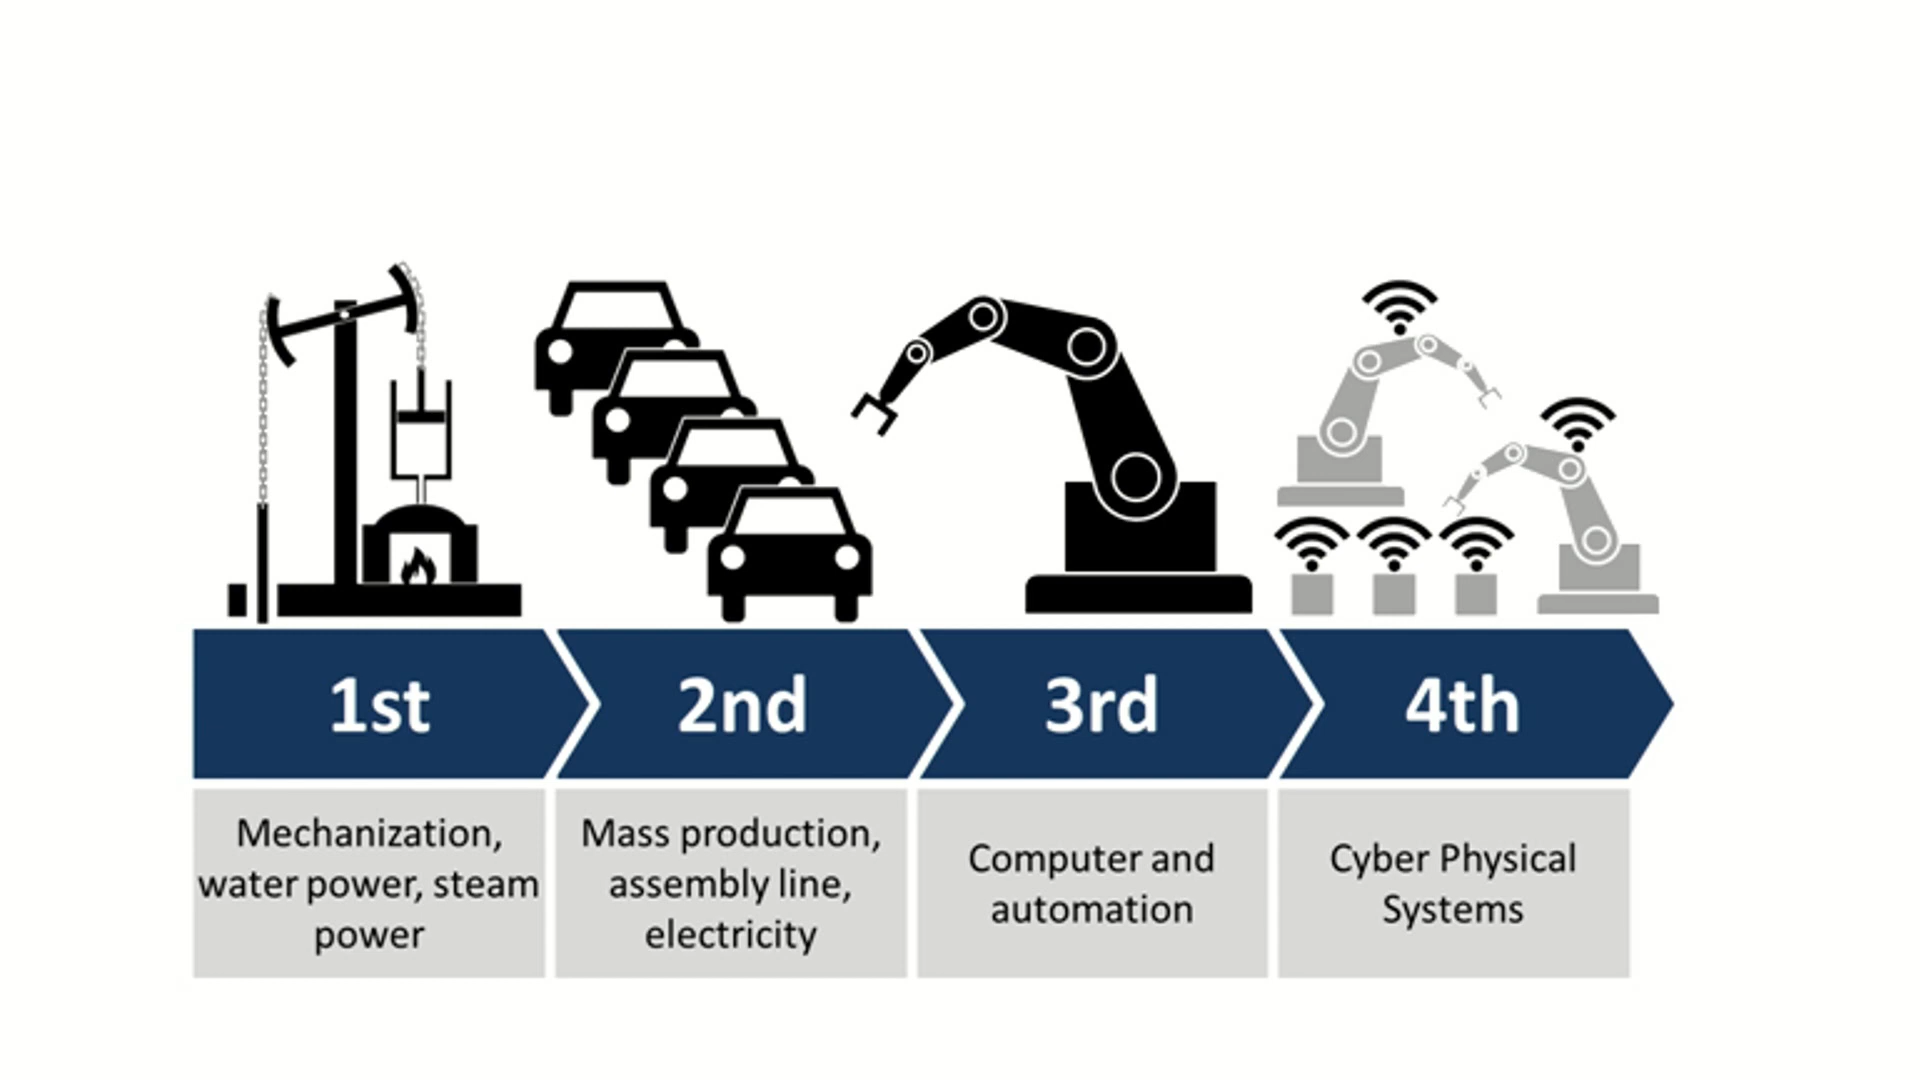 1st
2nd
3rd
4th
Mechanization,
water power, steam
power
Mass production,
assembly line,
electricity
Computer and
automation
Cyber Physical
Systems